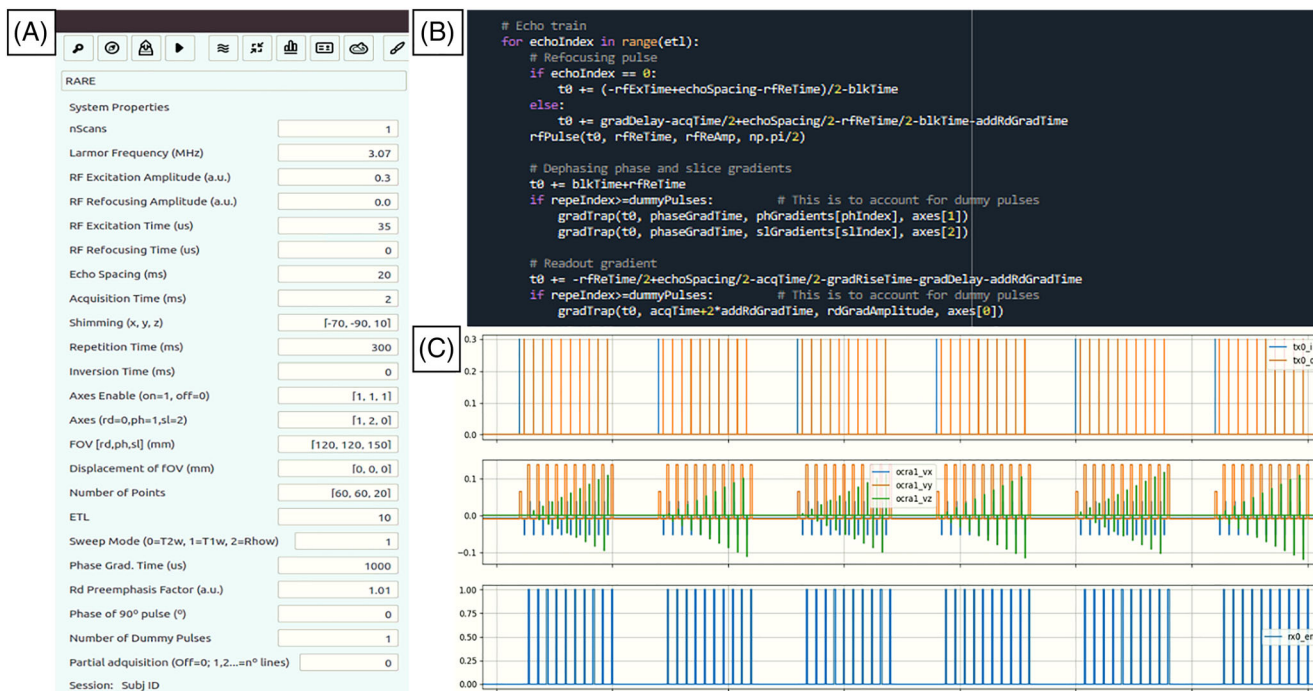 (A)
RARE
System Properties
nScans 1
Larmor Frequency (MHz) 3.07
RF Excitation Amplitude (a.u.) 0.3
RF Refocusing Amplitude (a.u.) 0.0
RF Excitation Time (us) 35
RF Refocusing Time (us) 0
Echo Spacing (ms) 20
Acquisition Time (ms) 2
Shimming (x, y, z) [-70, -90, 10]
Repetition Time (ms) 300
Inversion Time (ms) 0
Axes Enable (on=1, off=0) [1, 1, 1]
Axes (rd=0,ph=1,sl=2) [1, 2, 0]
FOV [rd,ph,sl] (mm) [120, 120, 150]
Displacement of fOV (mm) [0, 0, 0]
Number of Points [60, 60, 20]
ETL 10
Sweep Mode (0=T2w, 1=T1w, 2=Rhow) 1
Phase Grad. Time (us) 1000
Rd Preemphasis Factor (a.u.) 1.01
Phase of 90º pulse (º) 0
Number of Dummy Pulses 1
Partial adquisition (Off=0; 1,2...=nº lines) 0
Session: Subj ID
(B)
# Echo train
for echoIndex in range(etl):
# Refocusing pulse
if echoIndex == 0:
t0 += (-rfExTime+echoSpacing-rfReTime)/2-blkTime
else:
t0 += gradDelay-acqTime/2+echoSpacing/2-rfReTime/2-blkTime-addRdGradTime
rfPulse(t0, rfReTime, rfReAmp, np.pi/2)
# Dephasing phase and slice gradients
t0 += blkTime+rfReTime
if repeIndex>=dummyPulses: # This is to account for dummy pulses
gradTrap(t0, phaseGradTime, phGradients[phIndex], axes[1])
gradTrap(t0, phaseGradTime, slGradients[slIndex], axes[2])
# Readout gradient
t0 += -rfReTime/2+echoSpacing/2-acqTime/2-gradRiseTime-gradDelay-addRdGradTime
if repeIndex>=dummyPulses: # This is to account for dummy pulses
gradTrap(t0, acqTime+2*addRdGradTime, rdGradAmplitude, axes[0])
(C)
0.3
0.2
0.1
0.0
tx0_i
tx0_q
0.1
0.0
−0.1
ocra1_vx
ocra1_vy
ocra1_vz
1.00
0.75
0.50
0.25
0.00
rx0_en